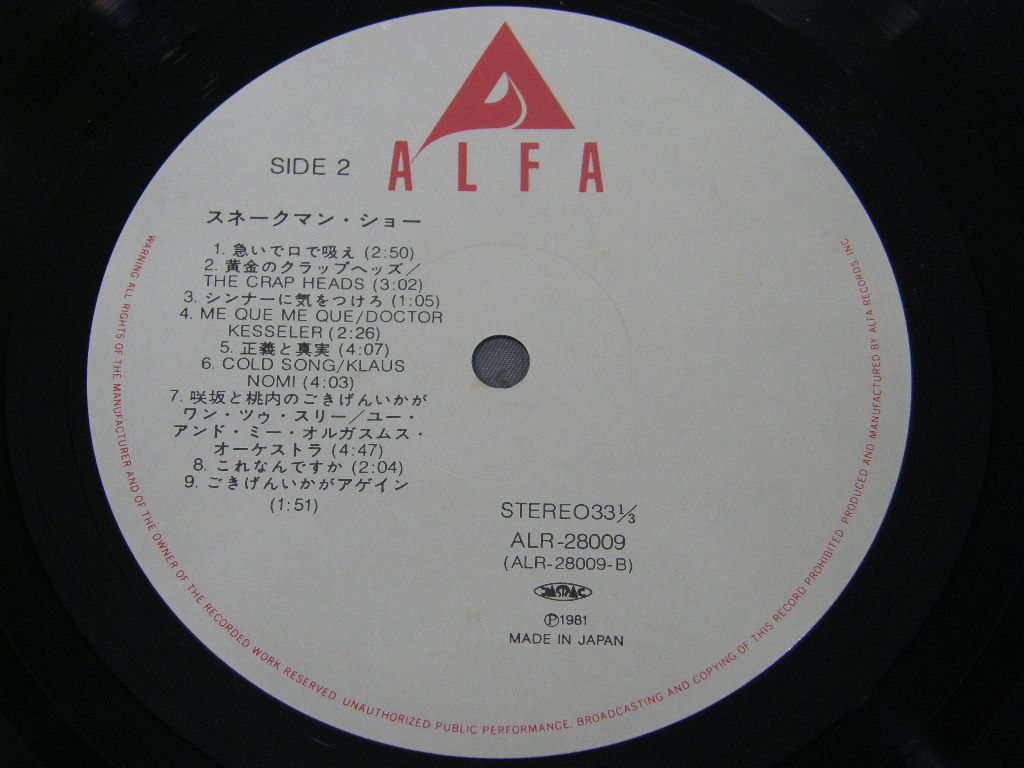 ALFA
SIDE 2
スネークマン・ショー
1. 急いで口で吸え (2:50)
2. 黄金のクラップヘッズ／
THE CRAP HEADS (3:02)
3. シンナーに気をつけろ (1:05)
4. ME QUE ME QUE/DOCTOR
KESSELER (2:26)
5. 正義と真実 (4:07)
6. COLD SONG/KLAUS
NOMI (4:03)
7. 咲坂と桃内のごきげんいかが
ワン・ツゥ・スリー／ユー・
アンド・ミー・オルガスムス・
オーケストラ (4:47)
8. これなんですか (2:04)
9. ごきげんいかがアゲイン
(1:51)
STEREO33⅓
ALR-28009
(ALR-28009-B)
JASRAC
Ⓟ1981
MADE IN JAPAN
WARNING ALL RIGHTS OF THE MANUFACTURER AND OF THE OWNER OF THE RECORDED WORK RESERVED. UNAUTHORIZED PUBLIC PERFORMANCE, BROADCASTING AND COPYING OF THIS RECORD PROHIBITED. PRODUCED AND MANUFACTURED BY ALFA RECORDS INC.